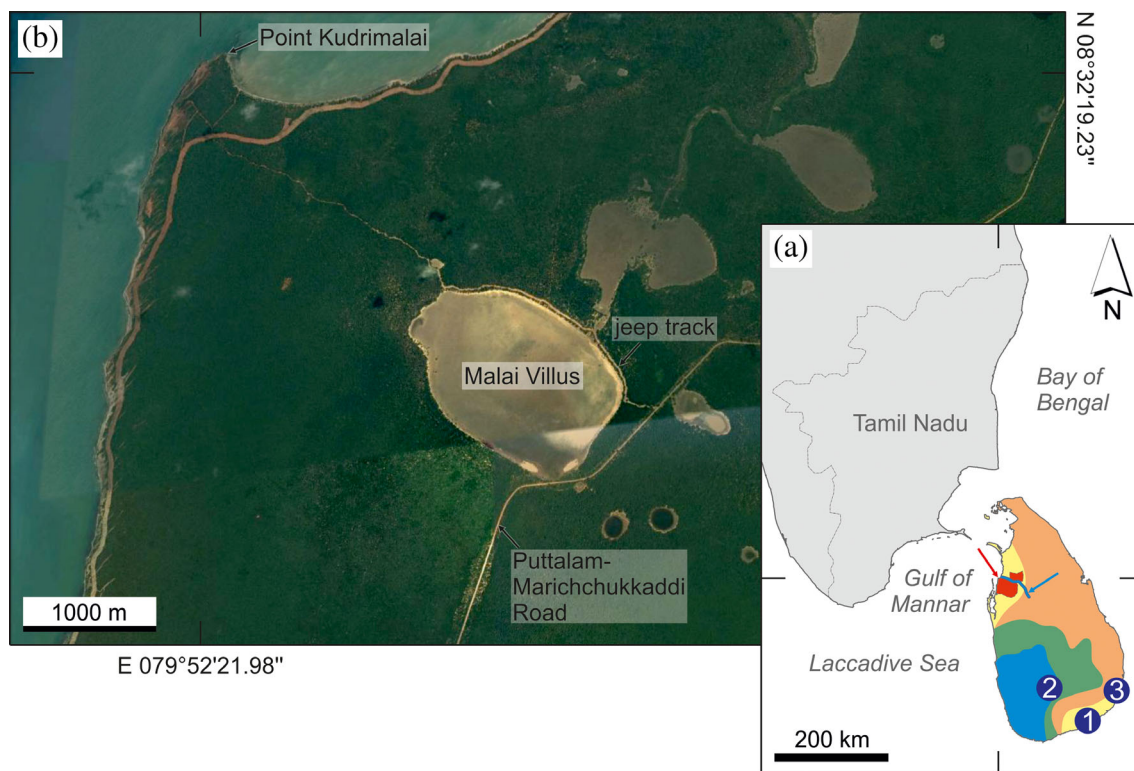 (b)
Point Kudrimalai
N 08°32'19.23"
jeep track
Malai Villus
Puttalam-
Marichchukkaddi
Road
1000 m
E 079°52'21.98"
(a)
N
Bay of
Bengal
Tamil Nadu
Gulf of
Mannar
Laccadive Sea
2
3
1
200 km